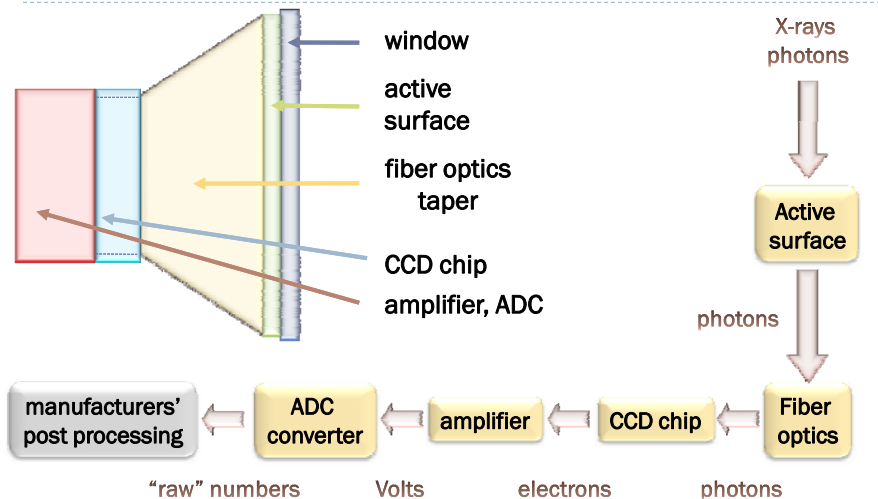 window
active
surface
fiber optics
taper
CCD chip
amplifier, ADC
X-rays
photons
Active
surface
photons
Fiber
optics
CCD chip
amplifier
ADC
converter
manufacturers’
post processing
“raw” numbers
Volts
electrons
photons